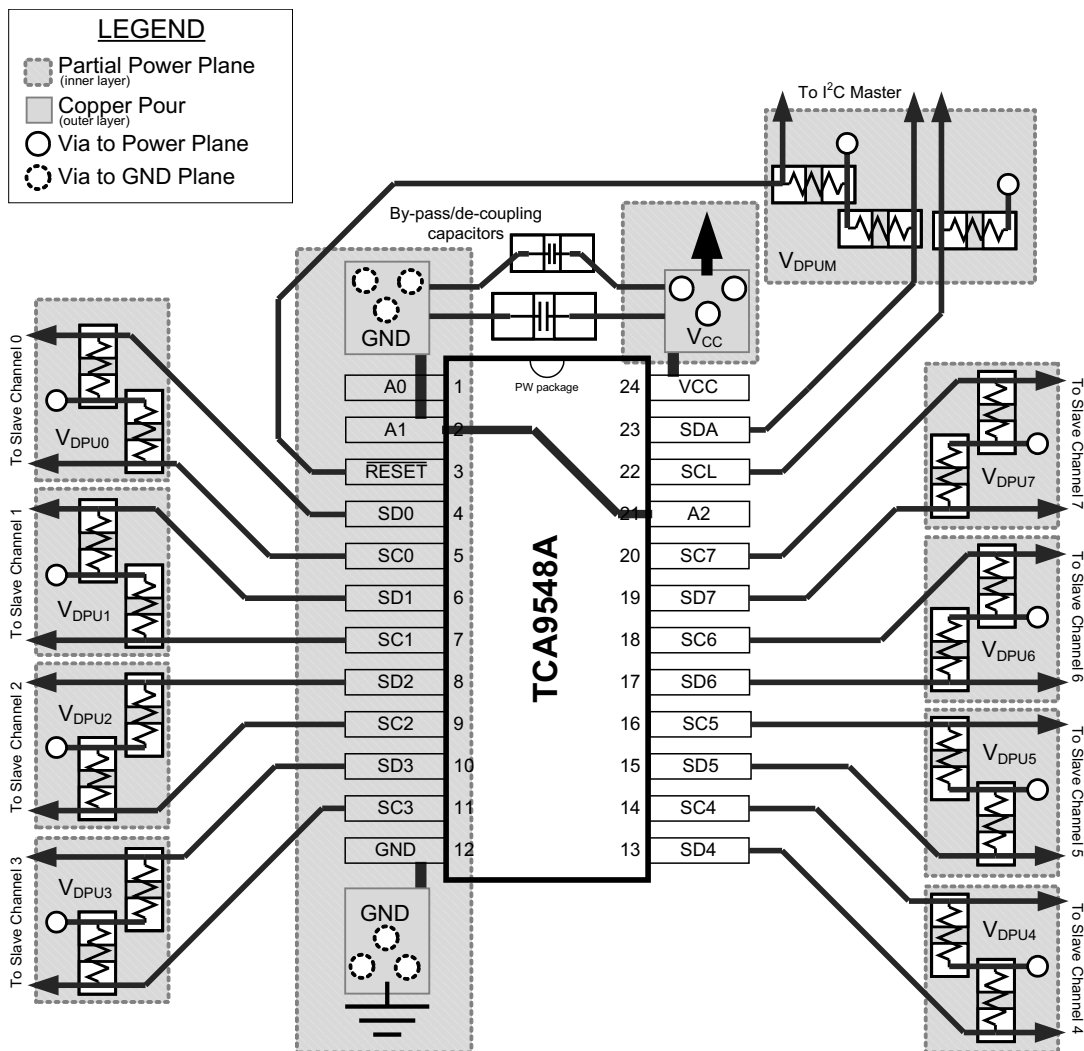 LEGEND
Partial Power Plane
(inner layer)
Copper Pour
(outer layer)
Via to Power Plane
Via to GND Plane
To I²C Master
By-pass/de-coupling
capacitors
VDPUM
GND
VCC
PW package
TCA9548A
A0 1
A1 2
RESET 3
SD0 4
SC0 5
SD1 6
SC1 7
SD2 8
SC2 9
SD3 10
SC3 11
GND 12
24 VCC
23 SDA
22 SCL
21 A2
20 SC7
19 SD7
18 SC6
17 SD6
16 SC5
15 SD5
14 SC4
13 SD4
GND
To Slave Channel 0
VDPU0
To Slave Channel 1
VDPU1
To Slave Channel 2
VDPU2
To Slave Channel 3
VDPU3
To Slave Channel 7
VDPU7
To Slave Channel 6
VDPU6
To Slave Channel 5
VDPU5
To Slave Channel 4
VDPU4